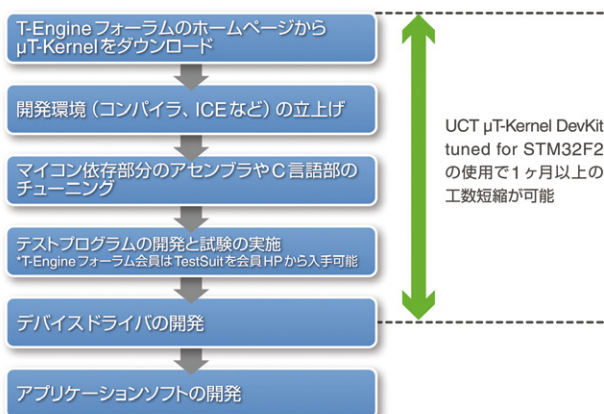 T-Engineフォーラムのホームページから
μT-Kernelをダウンロード
開発環境（コンパイラ、ICEなど）の立上げ
マイコン依存部分のアセンブラやC言語部の
チューニング
テストプログラムの開発と試験の実施
*T-Engineフォーラム会員はTestSuitを会員HPから入手可能
デバイスドライバの開発
アプリケーションソフトの開発
UCT μT-Kernel DevKit
tuned for STM32F2
の使用で1ヶ月以上の
工数短縮が可能